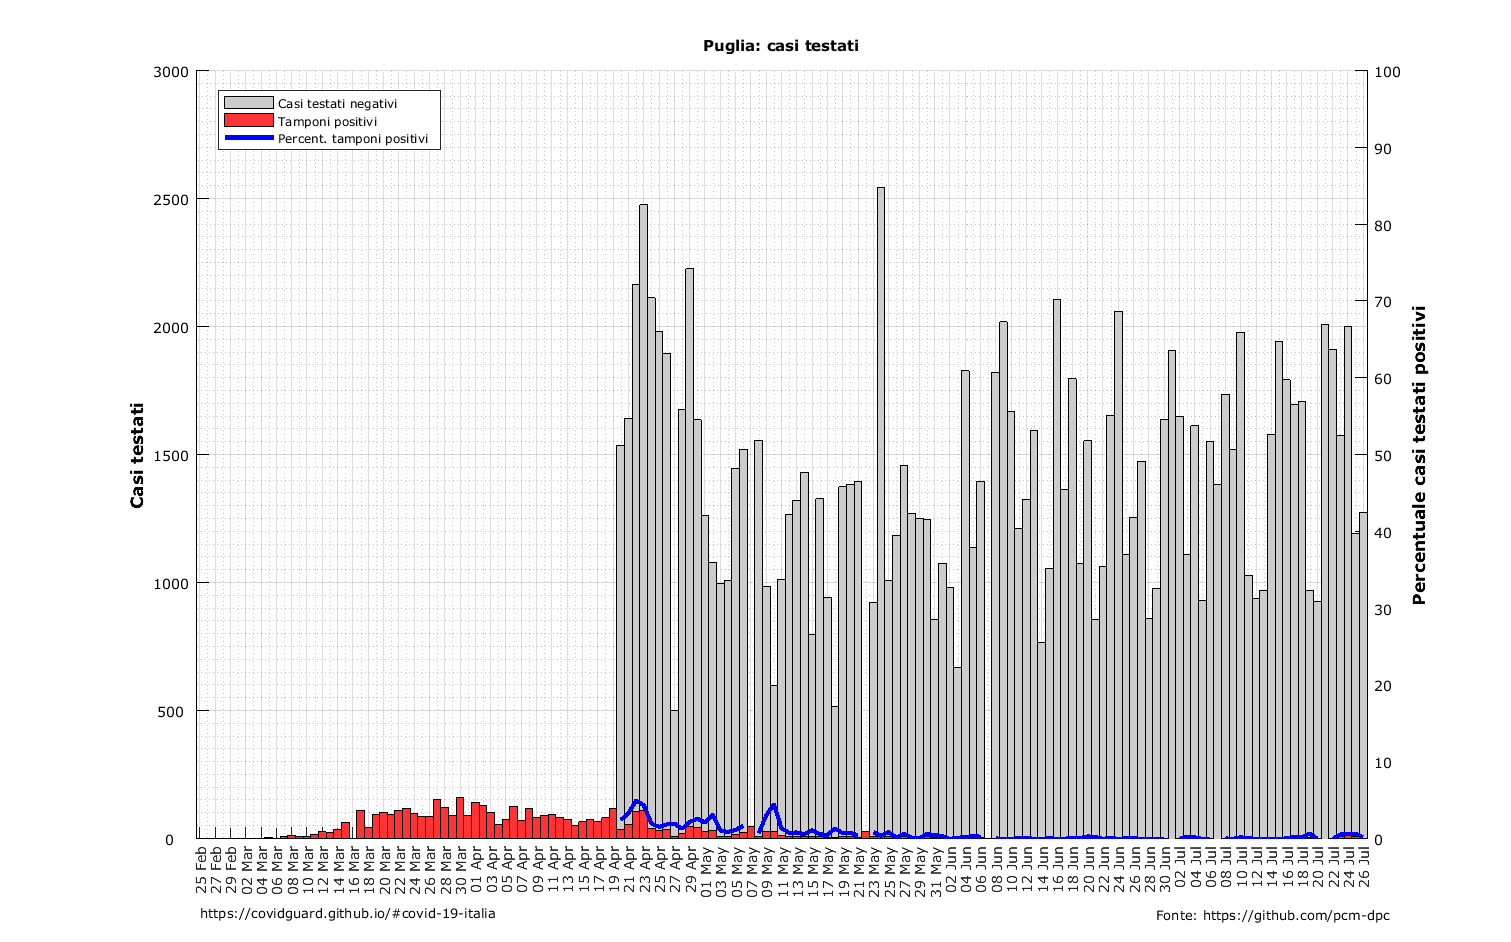 Puglia: casi testati
3000
2500
2000
1500
1000
500
0
100
90
80
70
60
50
40
30
20
10
0
Casi testati negativi
Tamponi positivi
Percent. tamponi positivi
Casi testati
Percentuale casi testati positivi
25 Feb
27 Feb
29 Feb
02 Mar
04 Mar
06 Mar
08 Mar
10 Mar
12 Mar
14 Mar
16 Mar
18 Mar
20 Mar
22 Mar
24 Mar
26 Mar
28 Mar
30 Mar
01 Apr
03 Apr
05 Apr
07 Apr
09 Apr
11 Apr
13 Apr
15 Apr
17 Apr
19 Apr
21 Apr
23 Apr
25 Apr
27 Apr
29 Apr
01 May
03 May
05 May
07 May
09 May
11 May
13 May
15 May
17 May
19 May
21 May
23 May
25 May
27 May
29 May
31 May
02 Jun
04 Jun
06 Jun
08 Jun
10 Jun
12 Jun
14 Jun
16 Jun
18 Jun
20 Jun
22 Jun
24 Jun
26 Jun
28 Jun
30 Jun
02 Jul
04 Jul
06 Jul
08 Jul
10 Jul
12 Jul
14 Jul
16 Jul
18 Jul
20 Jul
22 Jul
24 Jul
26 Jul
https://covidguard.github.io/#covid-19-italia
Fonte: https://github.com/pcm-dpc